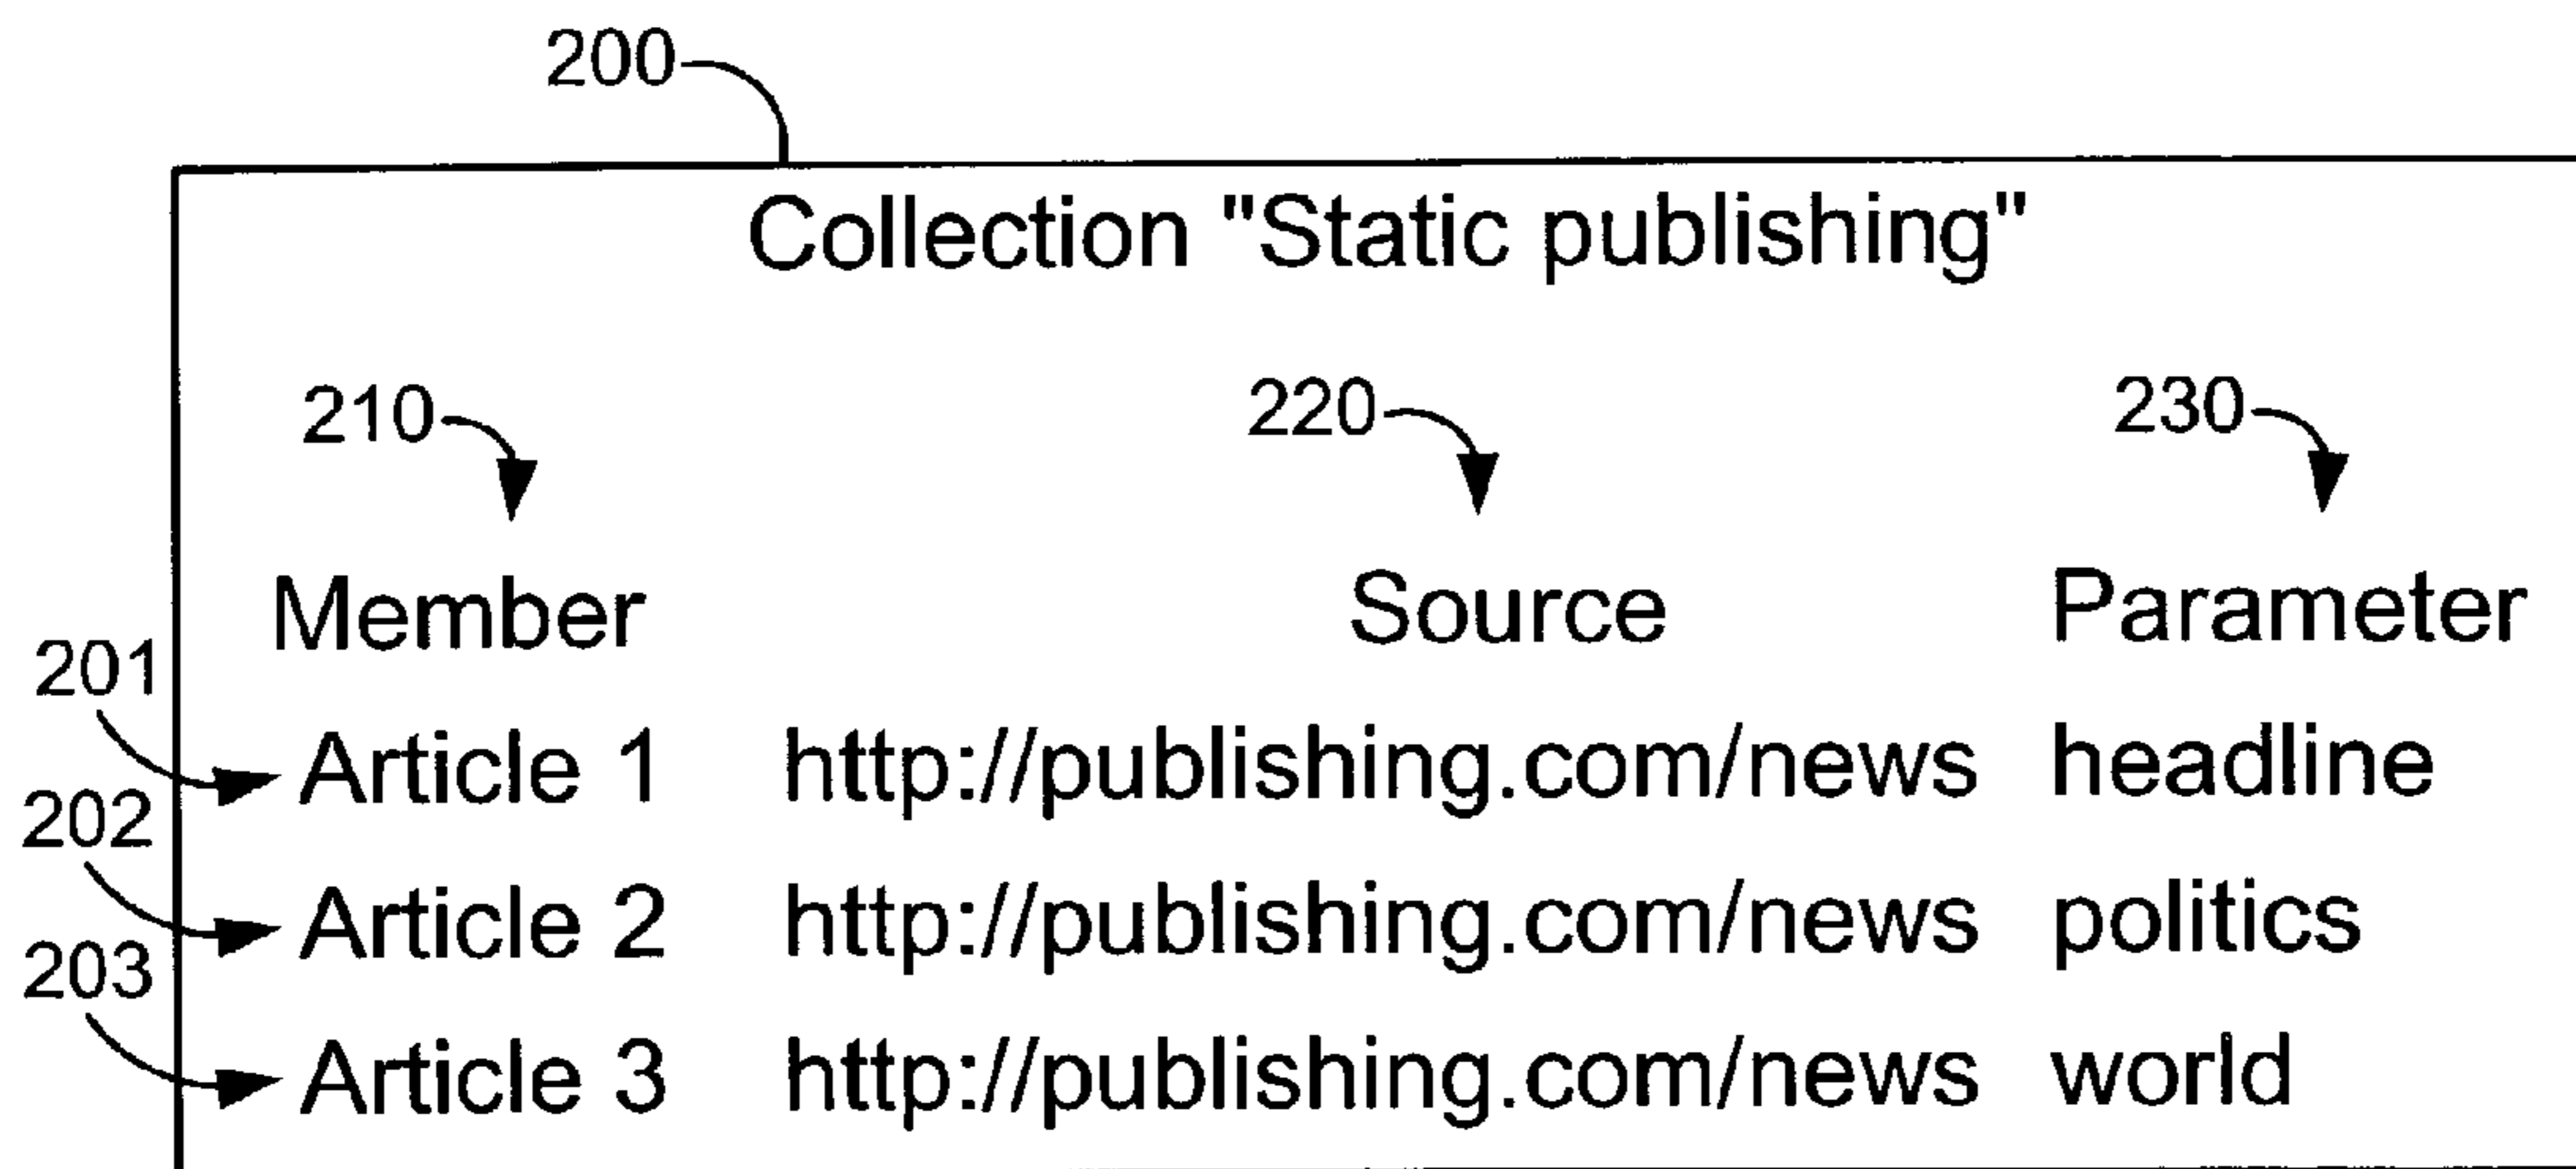 200
Collection "Static publishing"
210 220 230
Member Source Parameter
201
Article 1 http://publishing.com/news headline
202
Article 2 http://publishing.com/news politics
203
Article 3 http://publishing.com/news world